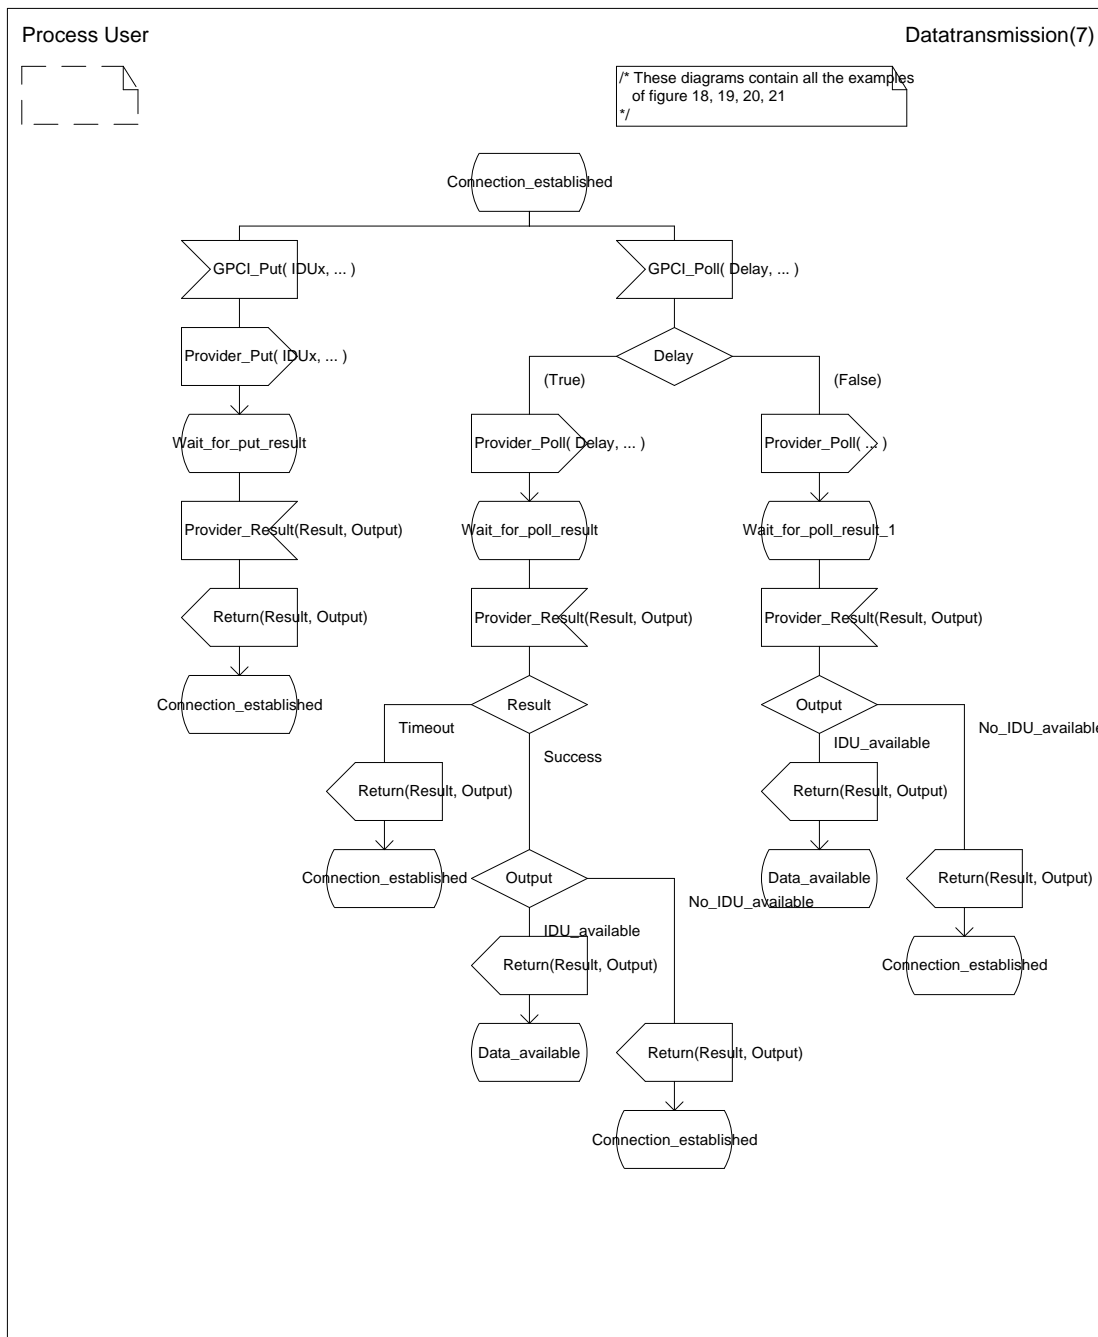 Process User
Datatransmission(7)
/* These diagrams contain all the examples
of figure 18, 19, 20, 21
*/
Connection_established
GPCI_Put( IDUx, ... )
GPCI_Poll( Delay, ... )
Provider_Put( IDUx, ... )
Delay
(True)
(False)
Wait_for_put_result
Provider_Poll( Delay, ... )
Provider_Poll( ... )
Provider_Result(Result, Output)
Wait_for_poll_result
Wait_for_poll_result_1
Return(Result, Output)
Provider_Result(Result, Output)
Provider_Result(Result, Output)
Connection_established
Result
Output
Timeout
No_IDU_available
IDU_available
Success
Return(Result, Output)
Return(Result, Output)
Connection_established
Output
Data_available
Return(Result, Output)
No_IDU_available
IDU_available
Return(Result, Output)
Connection_established
Data_available
Return(Result, Output)
Connection_established